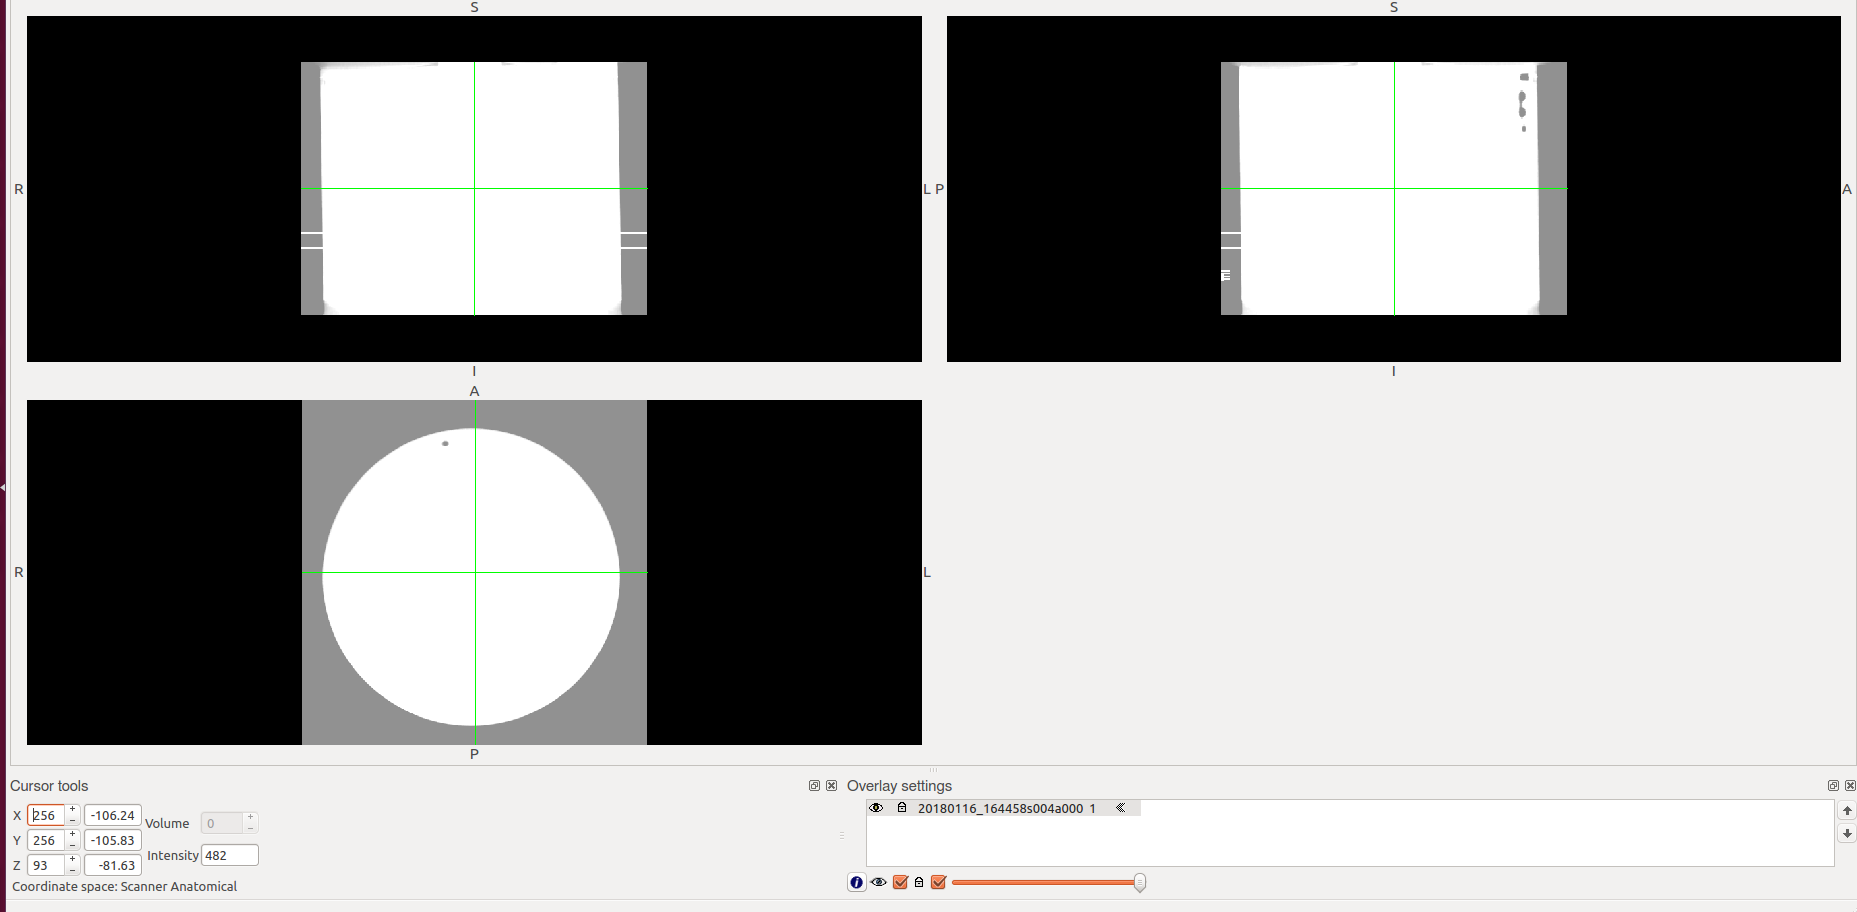 S S
R L P A
I I
A
R L
P
Cursor tools Overlay settings
X 256 -106.24 Volume 0
Y 256 -105.83 Intensity 482
Z 93 -81.63
Coordinate space: Scanner Anatomical
20180116_164458s004a000 1